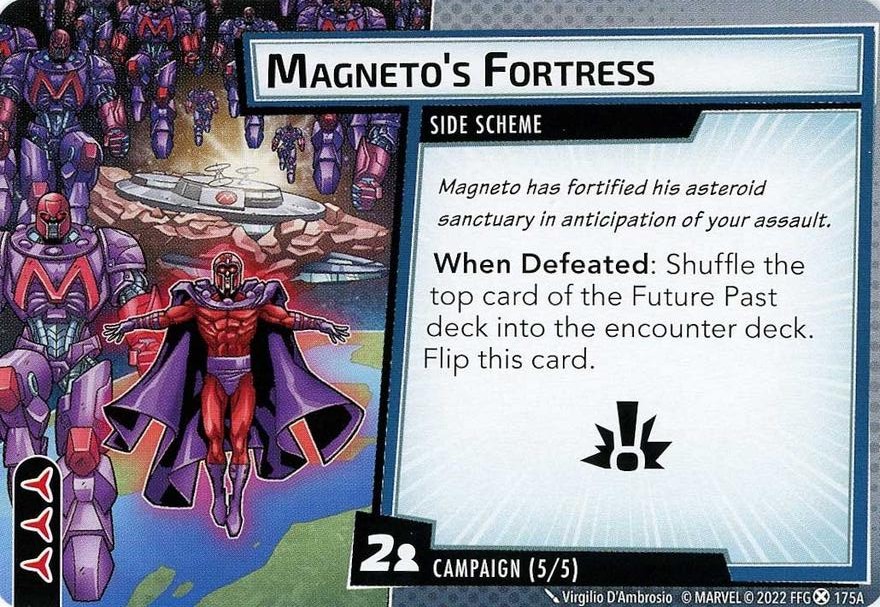 MAGNETO'S FORTRESS
SIDE SCHEME
Magneto has fortified his asteroid
sanctuary in anticipation of your assault.
When Defeated: Shuffle the
top card of the Future Past
deck into the encounter deck.
Flip this card.
2
CAMPAIGN (5/5)
Virgilio D'Ambrosio © MARVEL © 2022 FFG 175A